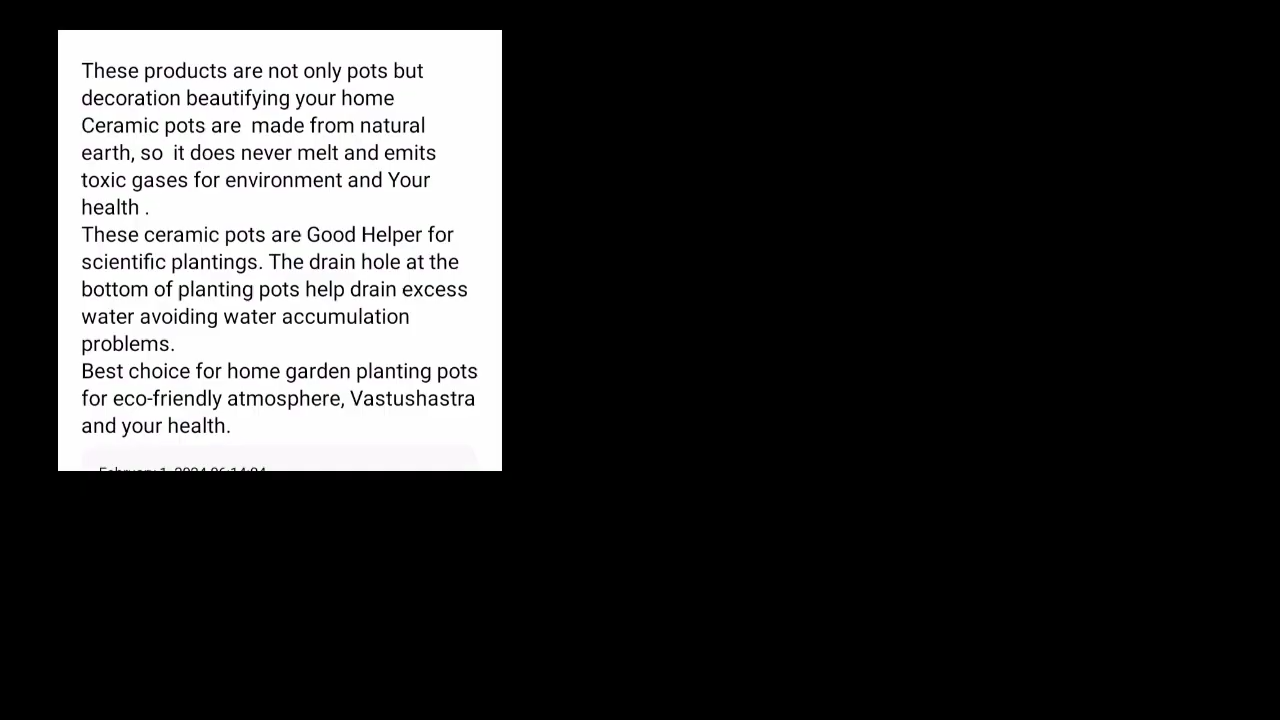 These products are not only pots but
decoration beautifying your home
Ceramic pots are  made from natural
earth, so  it does never melt and emits
toxic gases for environment and Your
health .
These ceramic pots are Good Helper for
scientific plantings. The drain hole at the
bottom of planting pots help drain excess
water avoiding water accumulation
problems.
Best choice for home garden planting pots
for eco-friendly atmosphere, Vastushastra
and your health.
February 1, 2024